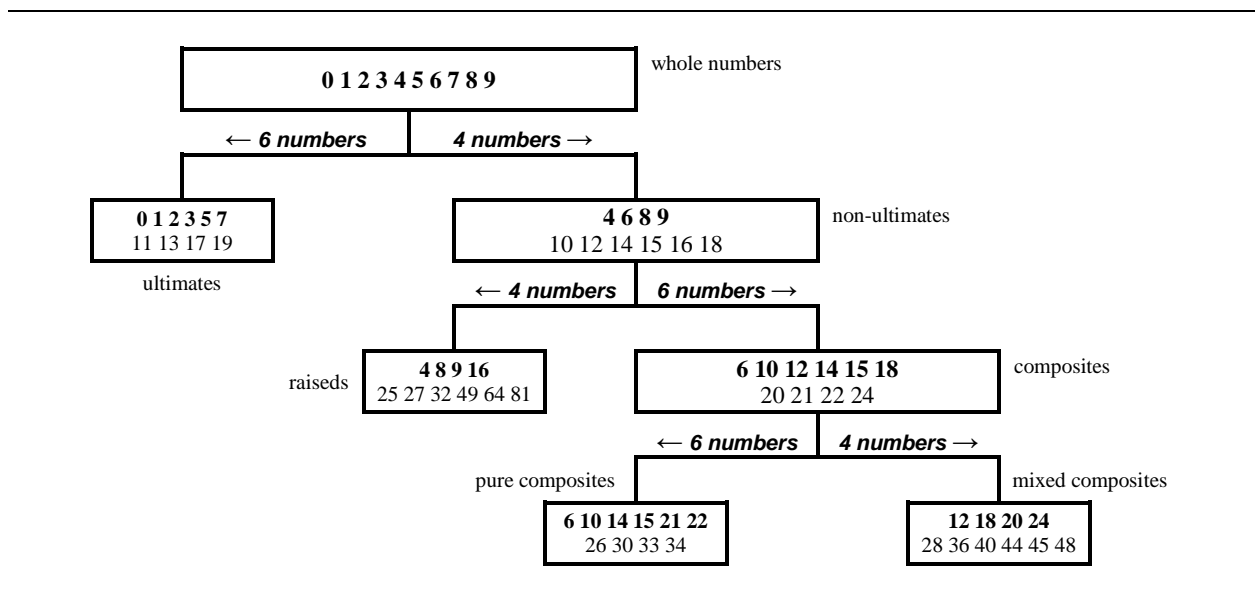 whole numbers
0 1 2 3 4 5 6 7 8 9
← 6 numbers 4 numbers →
0 1 2 3 5 7
11 13 17 19
ultimates
4 6 8 9
10 12 14 15 16 18
non-ultimates
← 4 numbers 6 numbers →
raiseds
4 8 9 16
25 27 32 49 64 81
6 10 12 14 15 18
20 21 22 24
composites
← 6 numbers 4 numbers →
pure composites
6 10 14 15 21 22
26 30 33 34
mixed composites
12 18 20 24
28 36 40 44 45 48